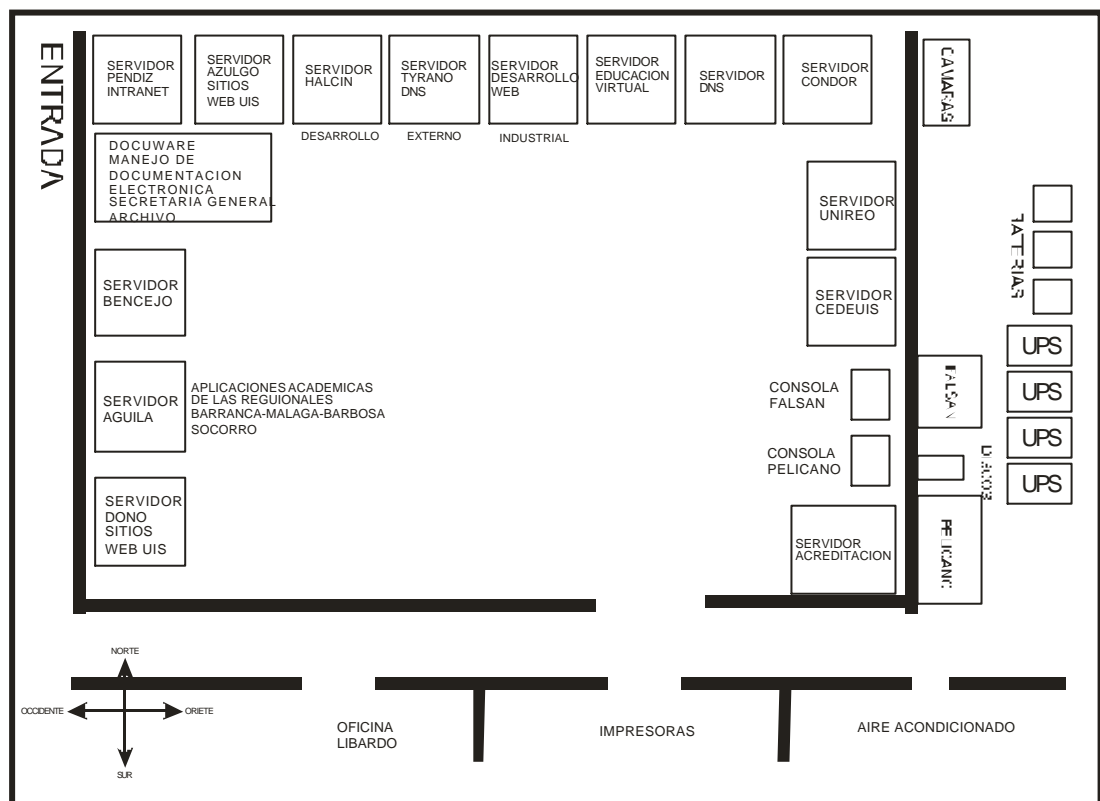 ENTRADA
SERVIDOR
PENDIZ
INTRANET
SERVIDOR
AZULGO
SITIOS
WEB UIS
SERVIDOR
HALCIN
DESARROLLO
SERVIDOR
TYRANO
DNS
EXTERNO
SERVIDOR
DESARROLLO
WEB
INDUSTRIAL
SERVIDOR
EDUCACION
VIRTUAL
SERVIDOR
DNS
SERVIDOR
CONDOR
CAMARAS
DOCUWARE
MANEJO DE
DOCUMENTACION
ELECTRONICA
SECRETARIA GENERAL
ARCHIVO
SERVIDOR
UNIREO
BATERIAS
SERVIDOR
BENCEJO
SERVIDOR
CEDEUIS
UPS
UPS
UPS
UPS
SERVIDOR
AGUILA
APLICACIONES ACADEMICAS
DE LAS REGUIONALES
BARRANCA-MALAGA-BARBOSA
SOCORRO
CONSOLA
FALSAN
FALSAN
CONSOLA
PELICANO
DISCOS
SERVIDOR
DONO
SITIOS
WEB UIS
SERVIDOR
ACREDITACION
PELICANO
NORTE
OCCIDENTE
ORIETE
SUR
OFICINA
LIBARDO
IMPRESORAS
AIRE ACONDICIONADO